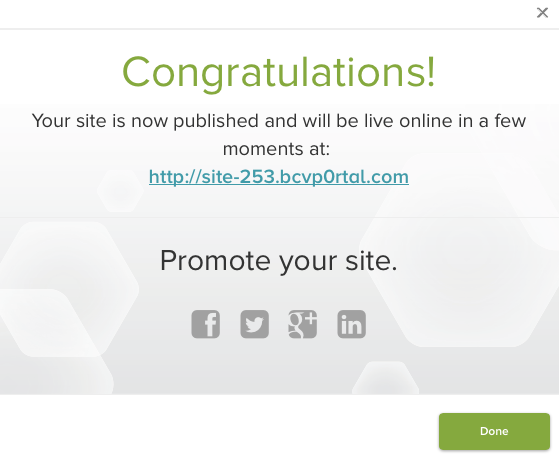 Congratulations!
Your site is now published and will be live online in a few
moments at:
http://site-253.bcvp0rtal.com
Promote your site.
f
g+
in
Done